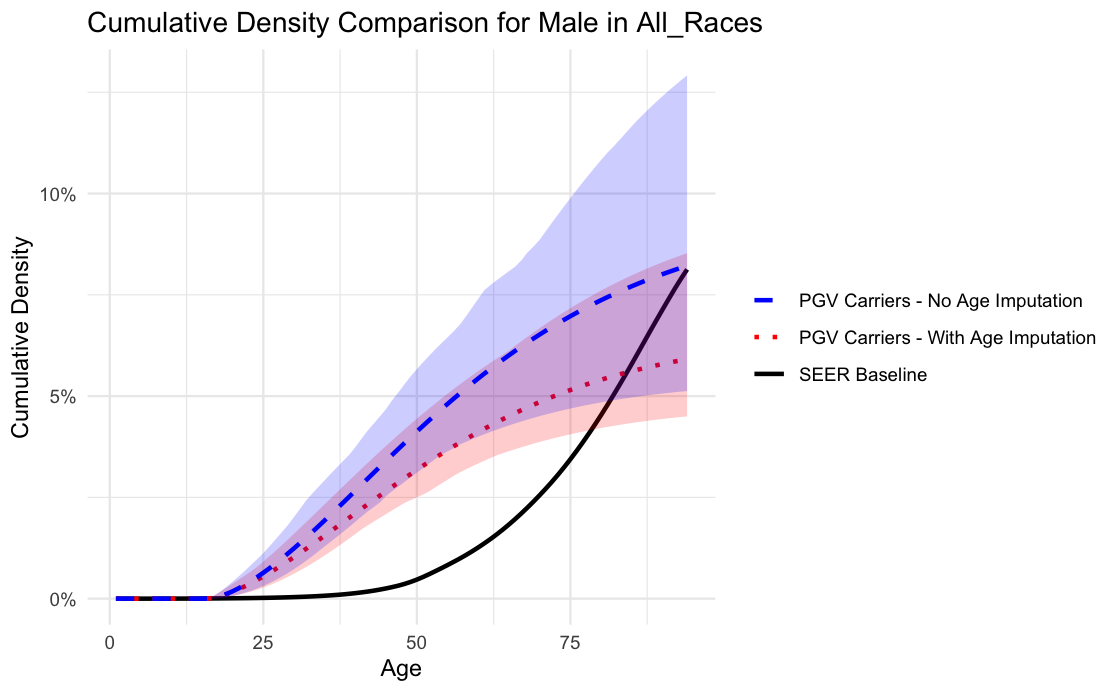 Cumulative Density Comparison for Male in All_Races
Cumulative Density
10%
5%
0%
0
25
50
75
Age
PGV Carriers - No Age Imputation
PGV Carriers - With Age Imputation
SEER Baseline